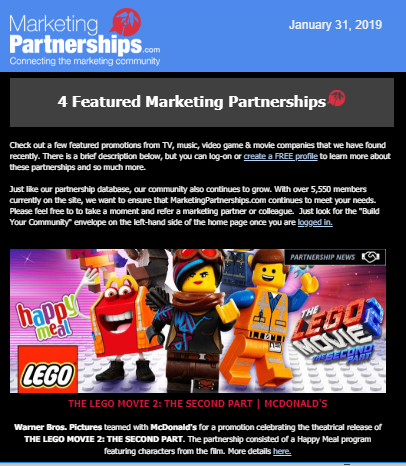 Marketing
Partnerships.com
Connecting the marketing community
January 31, 2019
4 Featured Marketing Partnerships
Check out a few featured promotions from TV, music, video game & movie companies that we have found
recently. There is a brief description below, but you can log-on or create a FREE profile to learn more about
these partnerships and so much more.
Just like our partnership database, our community also continues to grow. With over 5,550 members
currently on the site, we want to ensure that MarketingPartnerships.com continues to meet your needs.
Please feel free to to take a moment and refer a marketing partner or colleague. Just look for the "Build
Your Community" envelope on the left-hand side of the home page once you are logged in.
PARTNERSHIP NEWS
happy
meal
LEGO
THE
LEGO
MOVIE 2
THE SECOND PART
THE LEGO MOVIE 2: THE SECOND PART | MCDONALD'S
Warner Bros. Pictures teamed with McDonald's for a promotion celebrating the theatrical release of
THE LEGO MOVIE 2: THE SECOND PART. The partnership consisted of a Happy Meal program
featuring characters from the film. More details here.